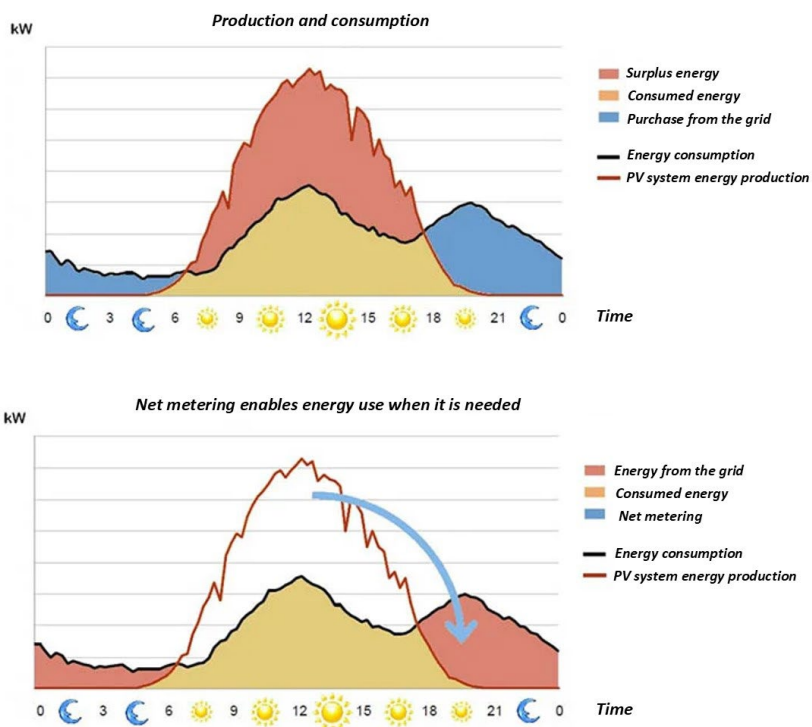 Production and consumption
kW
Surplus energy
Consumed energy
Purchase from the grid
Energy consumption
PV system energy production
0 3 6 9 12 15 18 21 0 Time
Net metering enables energy use when it is needed
kW
Energy from the grid
Consumed energy
Net metering
Energy consumption
PV system energy production
0 3 6 9 12 15 18 21 0 Time